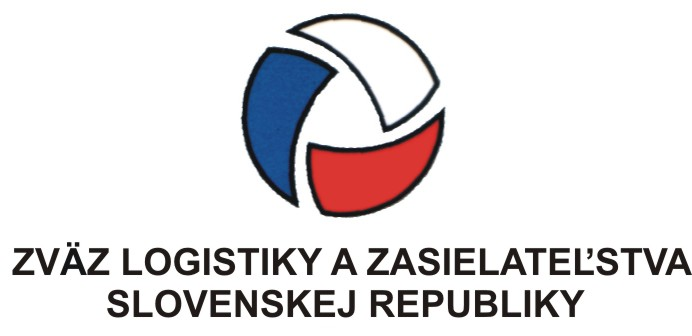 ZVÄZ LOGISTIKY A ZASIELATEĽSTVA
SLOVENSKEJ REPUBLIKY